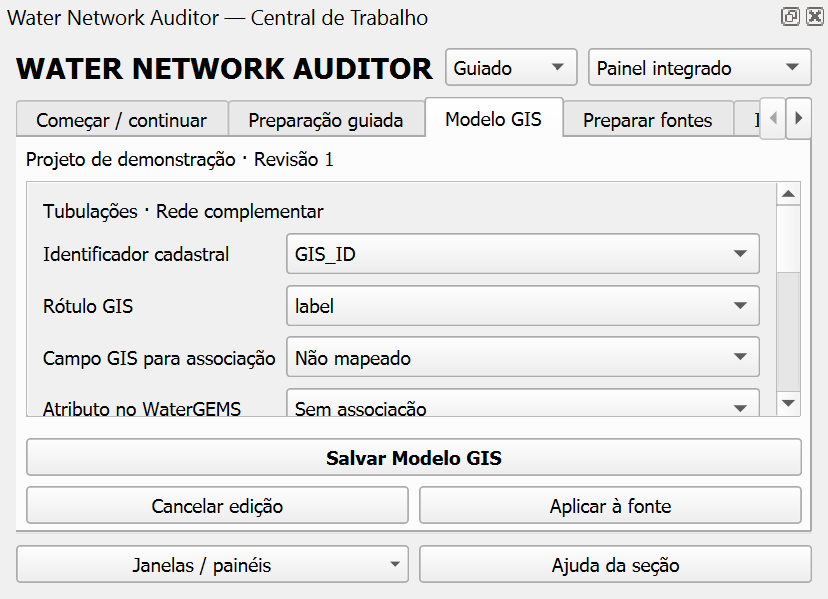 Water Network Auditor — Central de Trabalho
WATER NETWORK AUDITOR
Guiado
Painel integrado
Começar / continuar
Preparação guiada
Modelo GIS
Preparar fontes
Projeto de demonstração · Revisão 1
Tubulações · Rede complementar
Identificador cadastral
GIS_ID
Rótulo GIS
label
Campo GIS para associação
Não mapeado
Atributo no WaterGEMS
Sem associação
Salvar Modelo GIS
Cancelar edição
Aplicar à fonte
Janelas / painéis
Ajuda da seção